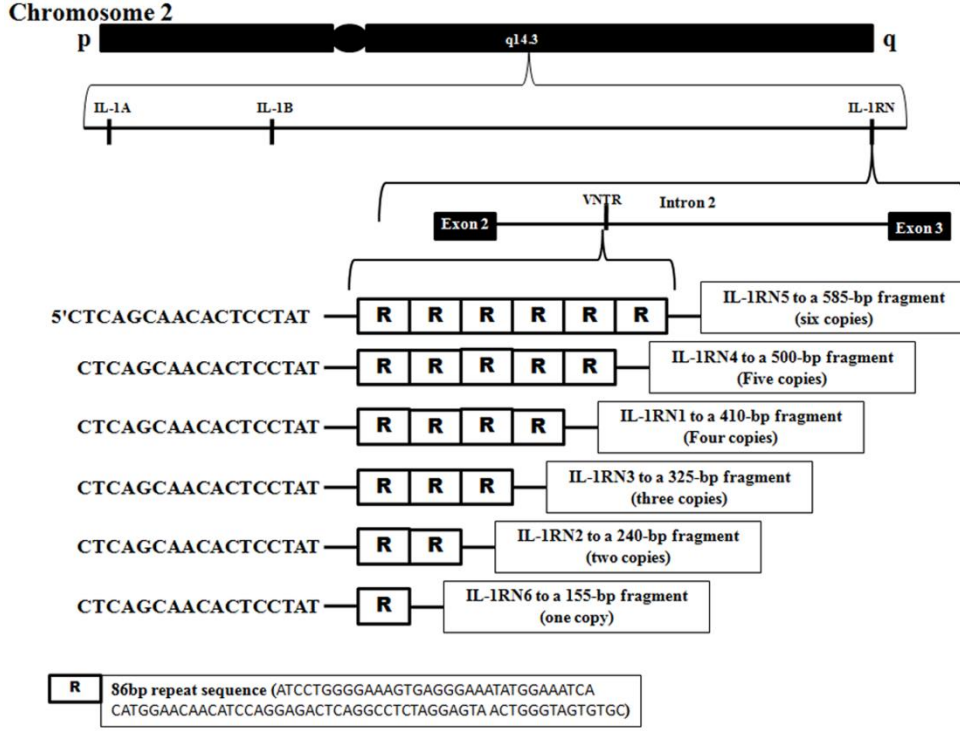 Chromosome 2
p q14.3 q
IL-1A IL-1B IL-1RN
VNTR Intron 2
Exon 2 Exon 3
5'CTCAGCAACACTCCTAT R R R R R R IL-1RN5 to a 585-bp fragment
(six copies)
CTCAGCAACACTCCTAT R R R R R IL-1RN4 to a 500-bp fragment
(Five copies)
CTCAGCAACACTCCTAT R R R R IL-1RN1 to a 410-bp fragment
(Four copies)
CTCAGCAACACTCCTAT R R R IL-1RN3 to a 325-bp fragment
(three copies)
CTCAGCAACACTCCTAT R R IL-1RN2 to a 240-bp fragment
(two copies)
CTCAGCAACACTCCTAT R IL-1RN6 to a 155-bp fragment
(one copy)
R 86bp repeat sequence (ATCCTGGGGAAAGTGAGGGAAATATGGAAATCA
CATGGAACAACATCCAGGAGACTCAGGCCTCTAGGAGTA ACTGGGTAGTGTGC)